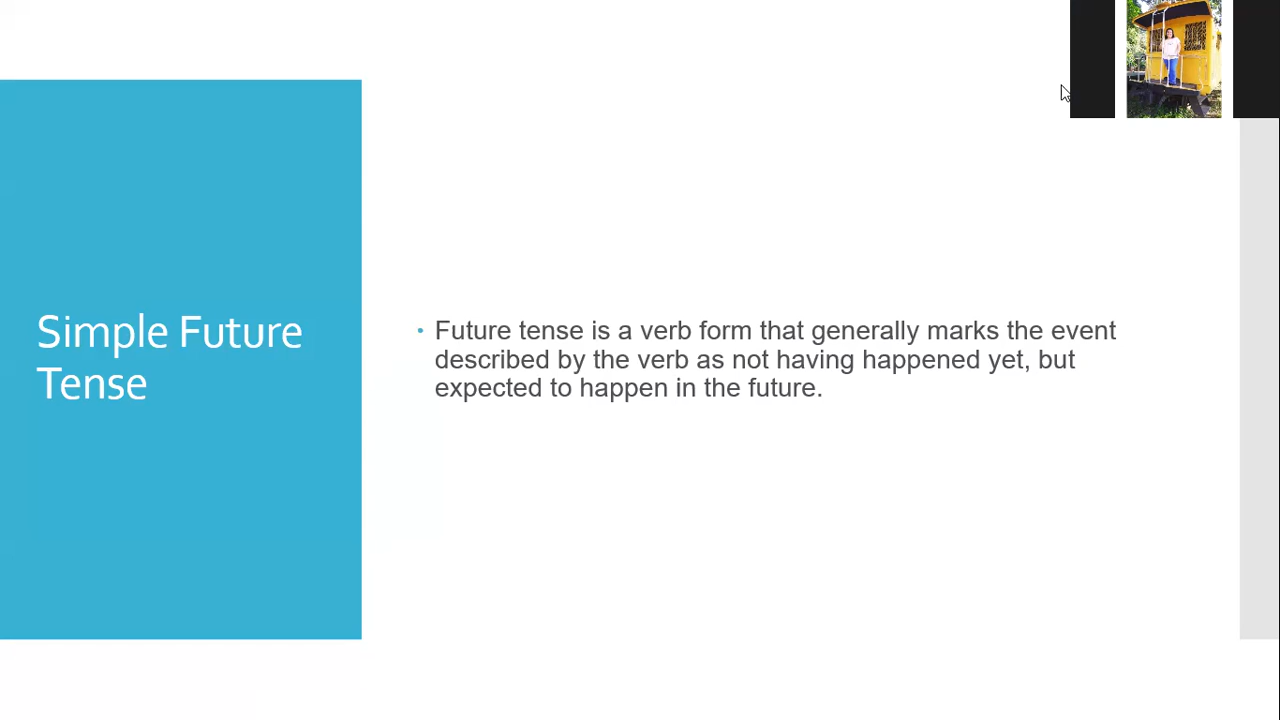 Simple Future
Tense
• Future tense is a verb form that generally marks the event
described by the verb as not having happened yet, but
expected to happen in the future.